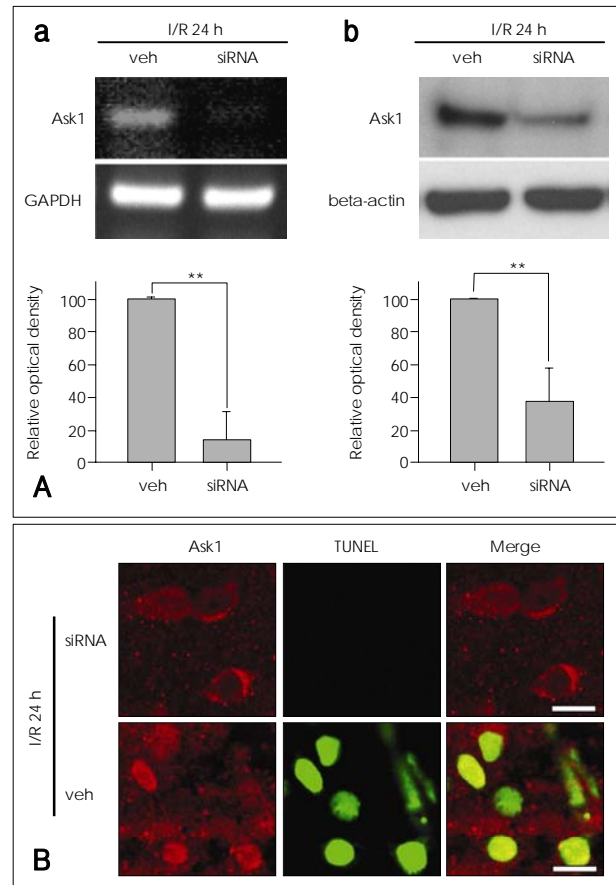 a
I/R 24 h
veh siRNA
Ask1
GAPDH
Relative optical density
100
80
60
40
20
0
**
veh siRNA
b
I/R 24 h
veh siRNA
Ask1
beta-actin
Relative optical density
100
80
60
40
20
0
**
veh siRNA
A
Ask1 TUNEL Merge
I/R 24 h
siRNA
veh
B